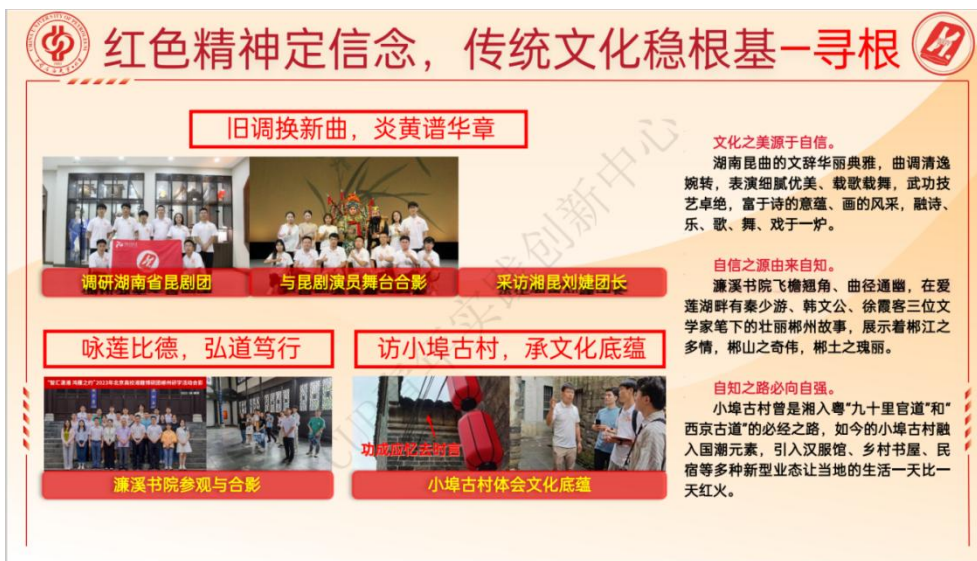 红色精神定信念，传统文化稳根基—寻根
旧调换新曲，炎黄谱华章
调研湖南省昆剧团
与昆剧演员舞台合影
采访湘昆刘婕团长
咏莲比德，弘道笃行
濂溪书院参观与合影
访小埠古村，承文化底蕴
功成回忆去时言
小埠古村体会文化底蕴
文化之美源于自信。
湖南昆曲的文辞华丽典雅，曲调清逸
婉转，表演细腻优美、载歌载舞，武功技
艺卓绝，富于诗的意蕴、画的风采，融诗、
乐、歌、舞、戏于一炉。
自信之源由来自知。
濂溪书院飞檐翘角、曲径通幽，在爱
莲湖畔有秦少游、韩文公、徐霞客三位文
学家笔下的壮丽郴州故事，展示着郴江之
多情，郴山之奇伟，郴土之瑰丽。
自知之路必向自强。
小埠古村曾是湘入粤“九十里官道”和“
西京古道”的必经之路，如今的小埠古村融
入国潮元素，引入汉服馆、乡村书屋、民
宿等多种新型业态让当地的生活一天比一
天红火。